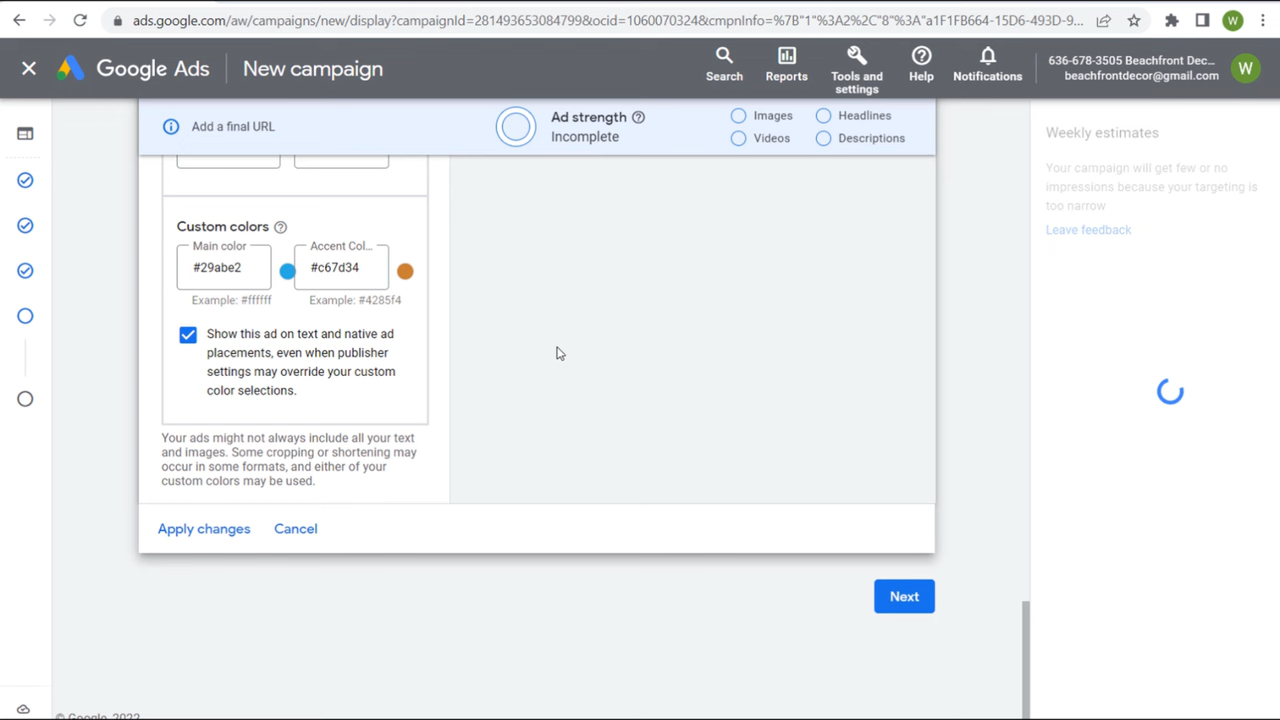 ads.google.com/aw/campaigns/new/display?campaignId=281493653084799&ocid=1060070324&cmpnInfo=%7B"1"%3A2%2C"8"%3A"a1F1FB664-15D6-493D-9...
W
Google Ads
New campaign
Search
Reports
Tools and
settings
Help
Notifications
636-678-3505 Beachfront Dec...
beachfrontdecor@gmail.com
W
Add a final URL
Ad strength
Incomplete
Images
Headlines
Videos
Descriptions
Weekly estimates
Your campaign will get few or no
impressions because your targeting is
too narrow
Leave feedback
Custom colors
Main color
Accent Col...
#29abe2
#c67d34
Example: #ffffff
Example: #4285f4
Show this ad on text and native ad
placements, even when publisher
settings may override your custom
color selections.
Your ads might not always include all your text
and images. Some cropping or shortening may
occur in some formats, and either of your
custom colors may be used.
Apply changes
Cancel
Next
© Google, 2022